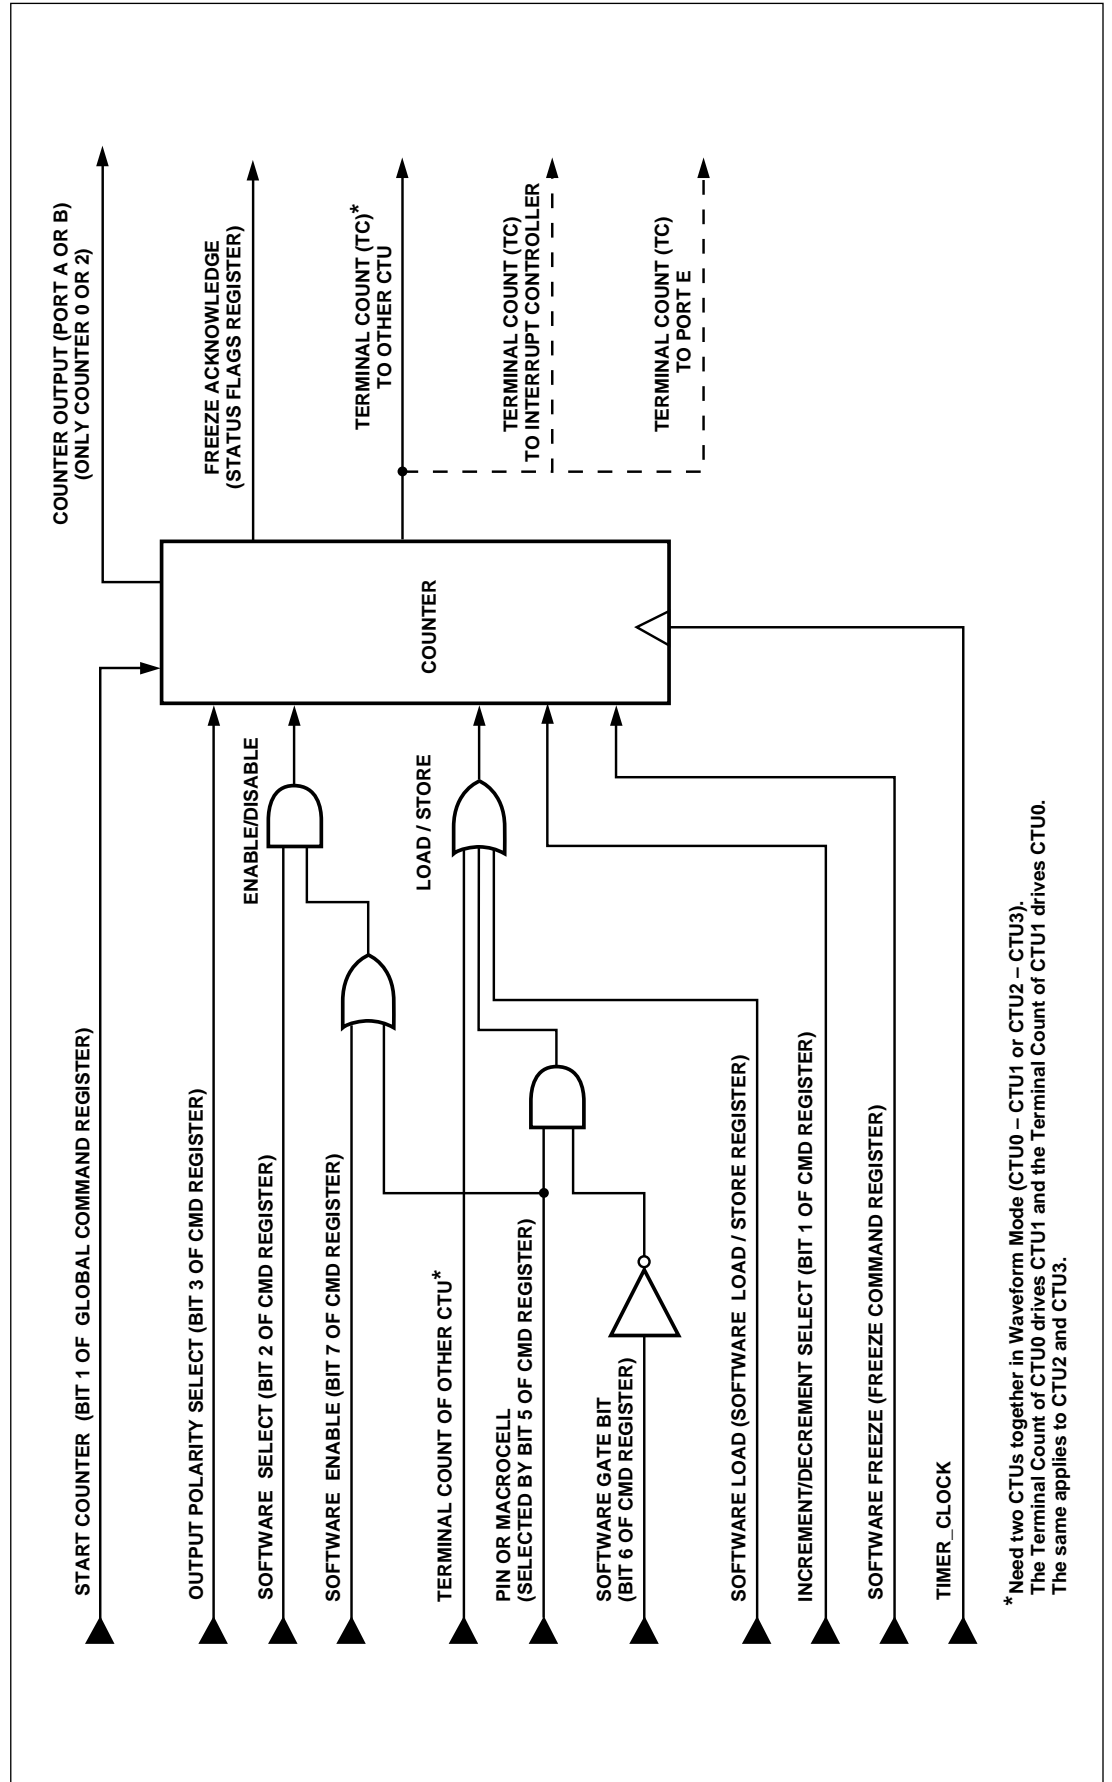 START COUNTER (BIT 1 OF GLOBAL COMMAND REGISTER)
OUTPUT POLARITY SELECT (BIT 3 OF CMD REGISTER)
SOFTWARE SELECT (BIT 2 OF CMD REGISTER)
SOFTWARE ENABLE (BIT 7 OF CMD REGISTER)
TERMINAL COUNT OF OTHER CTU*
PIN OR MACROCELL
(SELECTED BY BIT 5 OF CMD REGISTER)
SOFTWARE GATE BIT
(BIT 6 OF CMD REGISTER)
SOFTWARE LOAD (SOFTWARE LOAD / STORE REGISTER)
INCREMENT/DECREMENT SELECT (BIT 1 OF CMD REGISTER)
SOFTWARE FREEZE (FREEZE COMMAND REGISTER)
TIMER_CLOCK
ENABLE/DISABLE
LOAD / STORE
COUNTER
COUNTER OUTPUT (PORT A OR B)
(ONLY COUNTER 0 OR 2)
FREEZE ACKNOWLEDGE
(STATUS FLAGS REGISTER)
TERMINAL COUNT (TC)*
TO OTHER CTU
TERMINAL COUNT (TC)
TO INTERRUPT CONTROLLER
TERMINAL COUNT (TC)
TO PORT E
*Need two CTUs together in Waveform Mode (CTU0 – CTU1 or CTU2 – CTU3).
The Terminal Count of CTU0 drives CTU1 and the Terminal Count of CTU1 drives CTU0.
The same applies to CTU2 and CTU3.